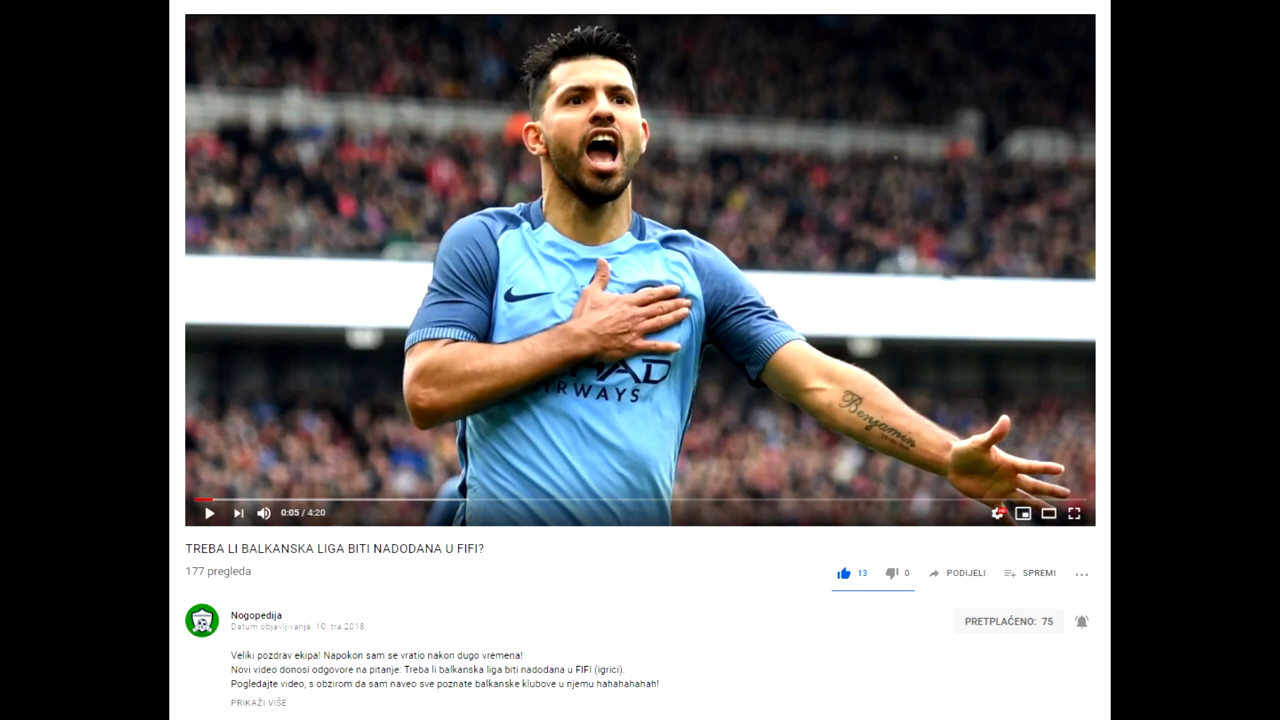 HAD
RWAYS
Benjamin
0:05 / 4:20
HD
TREBA LI BALKANSKA LIGA BITI NADODANA U FIFI?
177 pregleda
13
0
PODIJELI
SPREMI
Nogopedija
Datum objavljivanja: 10. tra 2018.
PRETPLAĆENO: 75
Veliki pozdrav ekipa! Napokon sam se vratio nakon dugo vremena!
Novi video donosi odgovore na pitanje: Treba li balkanska liga biti nadodana u FIFI (igrici).
Pogledajte video, s obzirom da sam naveo sve poznate balkanske klubove u njemu hahahahahah!
PRIKAŽI VIŠE